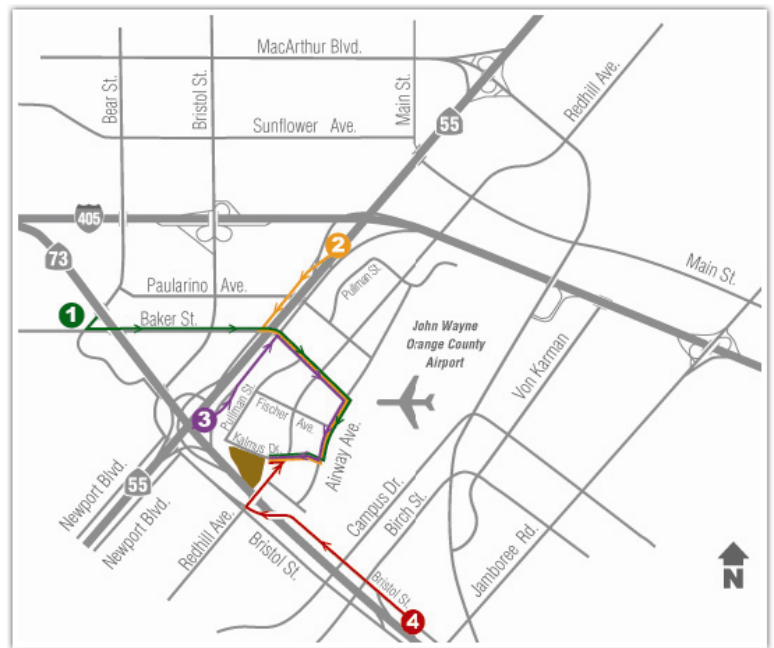 MacArthur Blvd.
Bear St.
Bristol St.
Main St.
Redhill Ave.
55
Sunflower Ave.
405
73
2
Pullman St
Main St.
Paularino Ave.
1
Baker St.
John Wayne
Orange County
Airport
Von Karman
3
Pullman St.
Fischer Ave.
Kalmus Dr.
Airway Ave.
55
Newport Blvd.
Newport Blvd.
Redhill Ave.
Bristol St.
Campus Dr.
Birch St.
Jamboree Rd.
Bristol St.
4
N